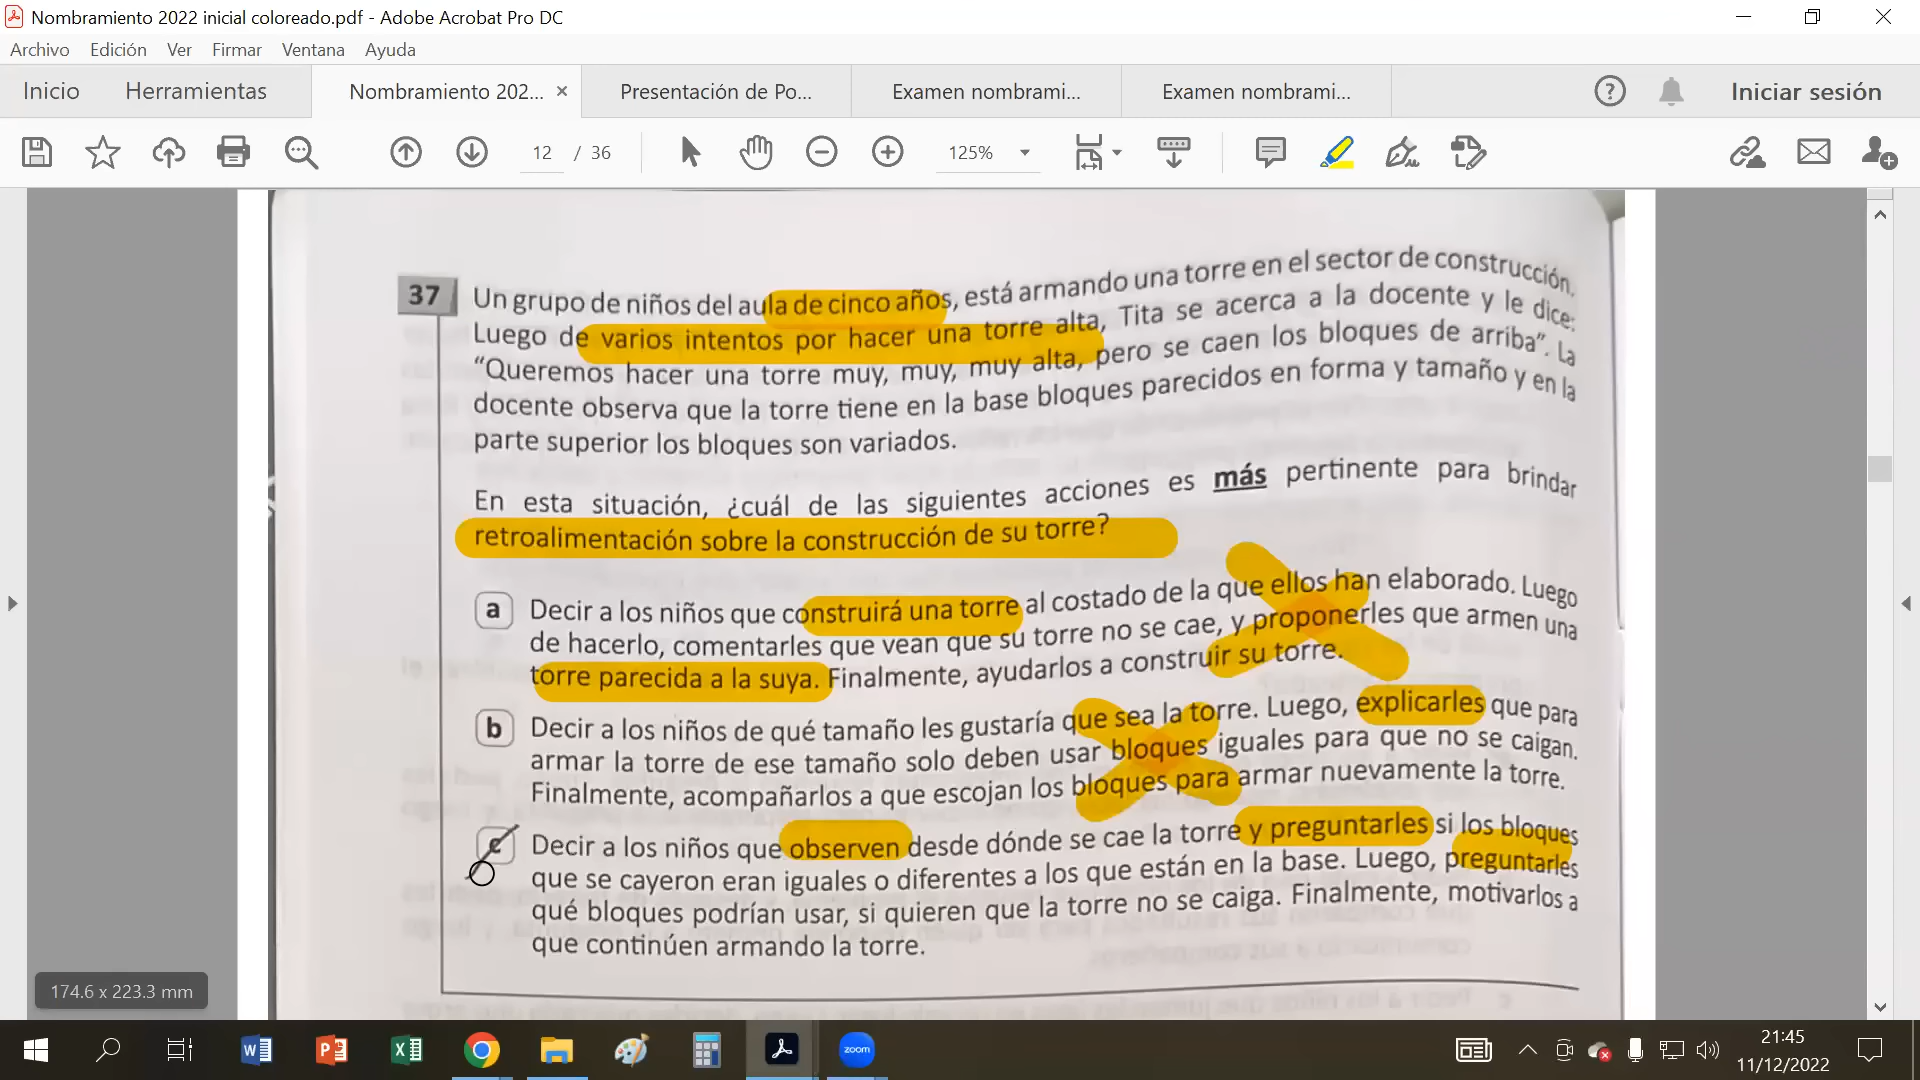 Nombramiento 2022 inicial coloreado.pdf - Adobe Acrobat Pro DC
Archivo Edición Ver Firmar Ventana Ayuda
Inicio Herramientas Nombramiento 202... × Presentación de Po... Examen nombrami... Examen nombrami... Iniciar sesión
12 / 36 125%
37 Un grupo de niños del aula de cinco años, está armando una torre en el sector de construcción.
Luego de varios intentos por hacer una torre alta, Tita se acerca a la docente y le dice:
“Queremos hacer una torre muy, muy, muy alta, pero se caen los bloques de arriba”. La
docente observa que la torre tiene en la base bloques parecidos en forma y tamaño y en la
parte superior los bloques son variados.
En esta situación, ¿cuál de las siguientes acciones es más pertinente para brindar
retroalimentación sobre la construcción de su torre?
a Decir a los niños que construirá una torre al costado de la que ellos han elaborado. Luego
de hacerlo, comentarles que vean que su torre no se cae, y proponerles que armen una
torre parecida a la suya. Finalmente, ayudarlos a construir su torre.
b Decir a los niños de qué tamaño les gustaría que sea la torre. Luego, explicarles que para
armar la torre de ese tamaño solo deben usar bloques iguales para que no se caigan.
Finalmente, acompañarlos a que escojan los bloques para armar nuevamente la torre.
c Decir a los niños que observen desde dónde se cae la torre y preguntarles si los bloques
que se cayeron eran iguales o diferentes a los que están en la base. Luego, preguntarles
qué bloques podrían usar, si quieren que la torre no se caiga. Finalmente, motivarlos a
que continúen armando la torre.
174.6 x 223.3 mm
zoom
21:45
11/12/2022